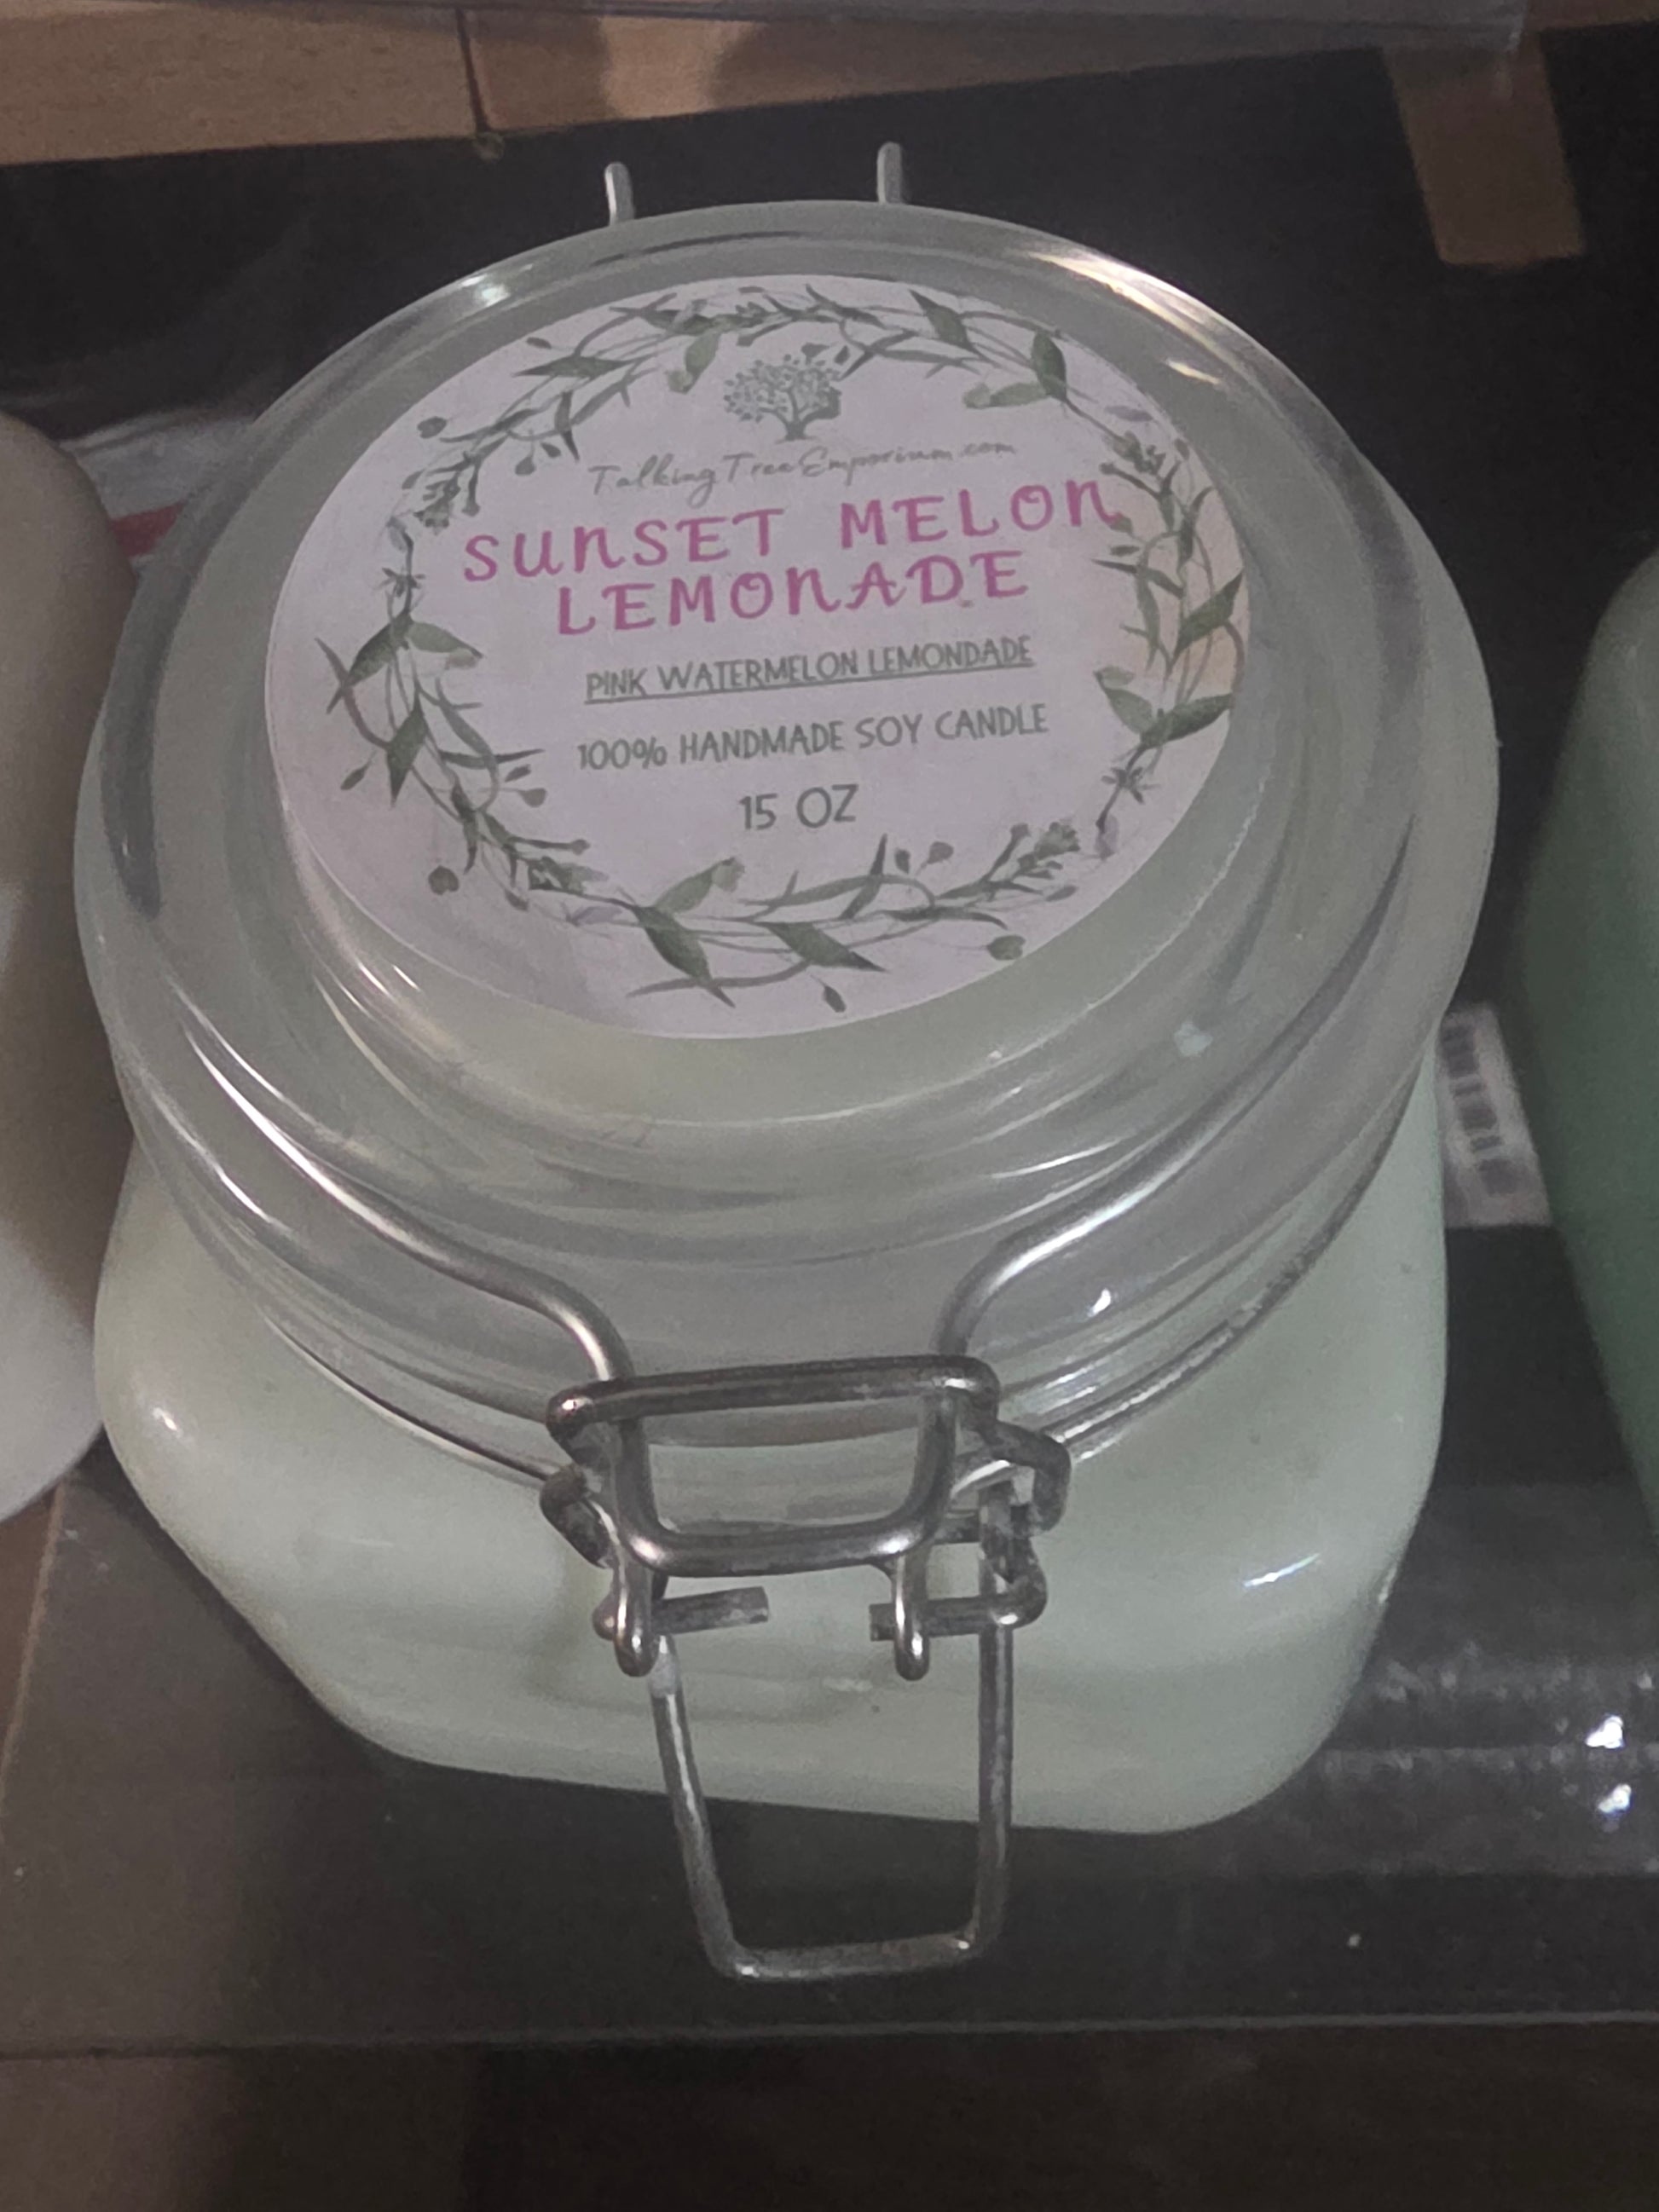 TalkingTreeEmporium.com
SUNSET MELON
LEMONADE
PINK WATERMELON LEMONDADE
100% HANDMADE SOY CANDLE
15 OZ